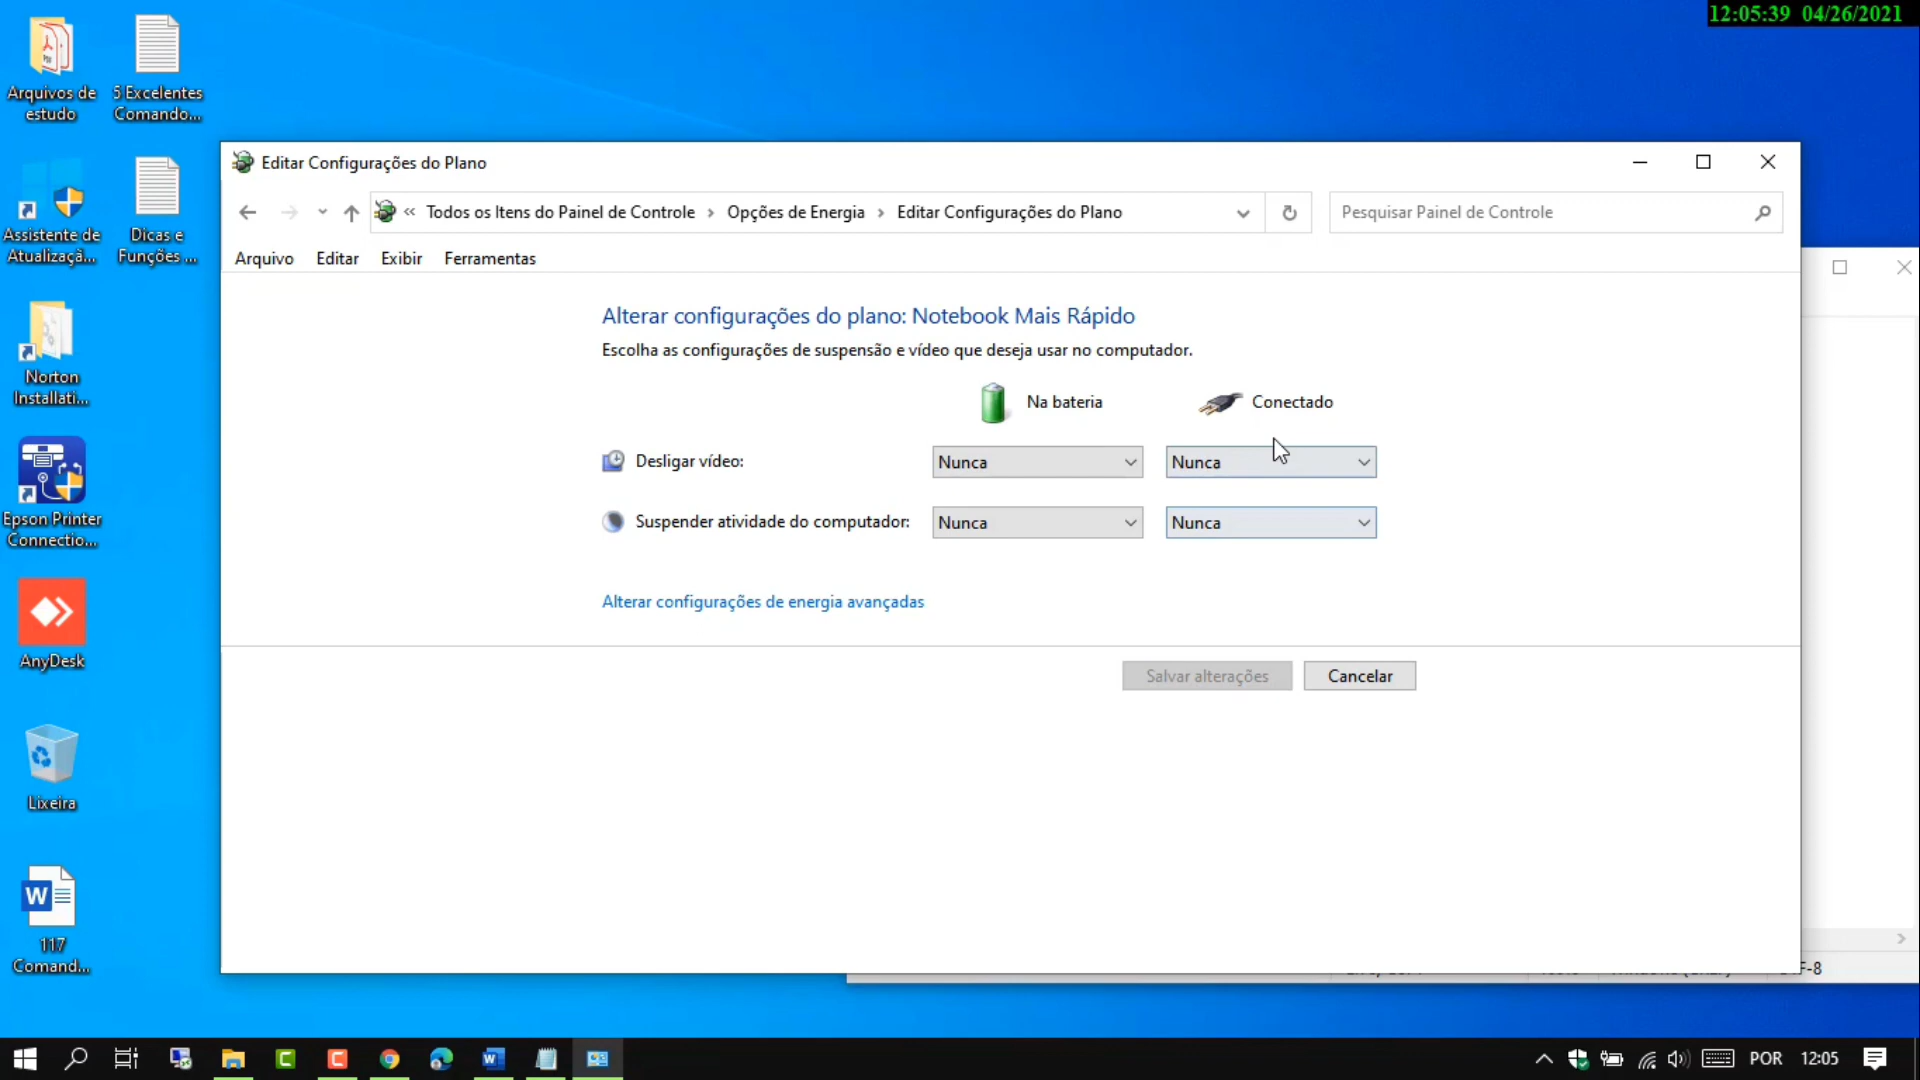 12:05:39 04/26/2021
Arquivos de
estudo
5 Excelentes
Comando...
Assistente de
Atualizaçã...
Dicas e
Funções ...
Norton
Installati...
Epson Printer
Connectio...
AnyDesk
Lixeira
117
Comand...
Editar Configurações do Plano
« Todos os Itens do Painel de Controle › Opções de Energia › Editar Configurações do Plano
Pesquisar Painel de Controle
Arquivo Editar Exibir Ferramentas
Alterar configurações do plano: Notebook Mais Rápido
Escolha as configurações de suspensão e vídeo que deseja usar no computador.
Na bateria
Conectado
Desligar vídeo: Nunca Nunca
Suspender atividade do computador: Nunca Nunca
Alterar configurações de energia avançadas
Salvar alterações Cancelar
POR 12:05